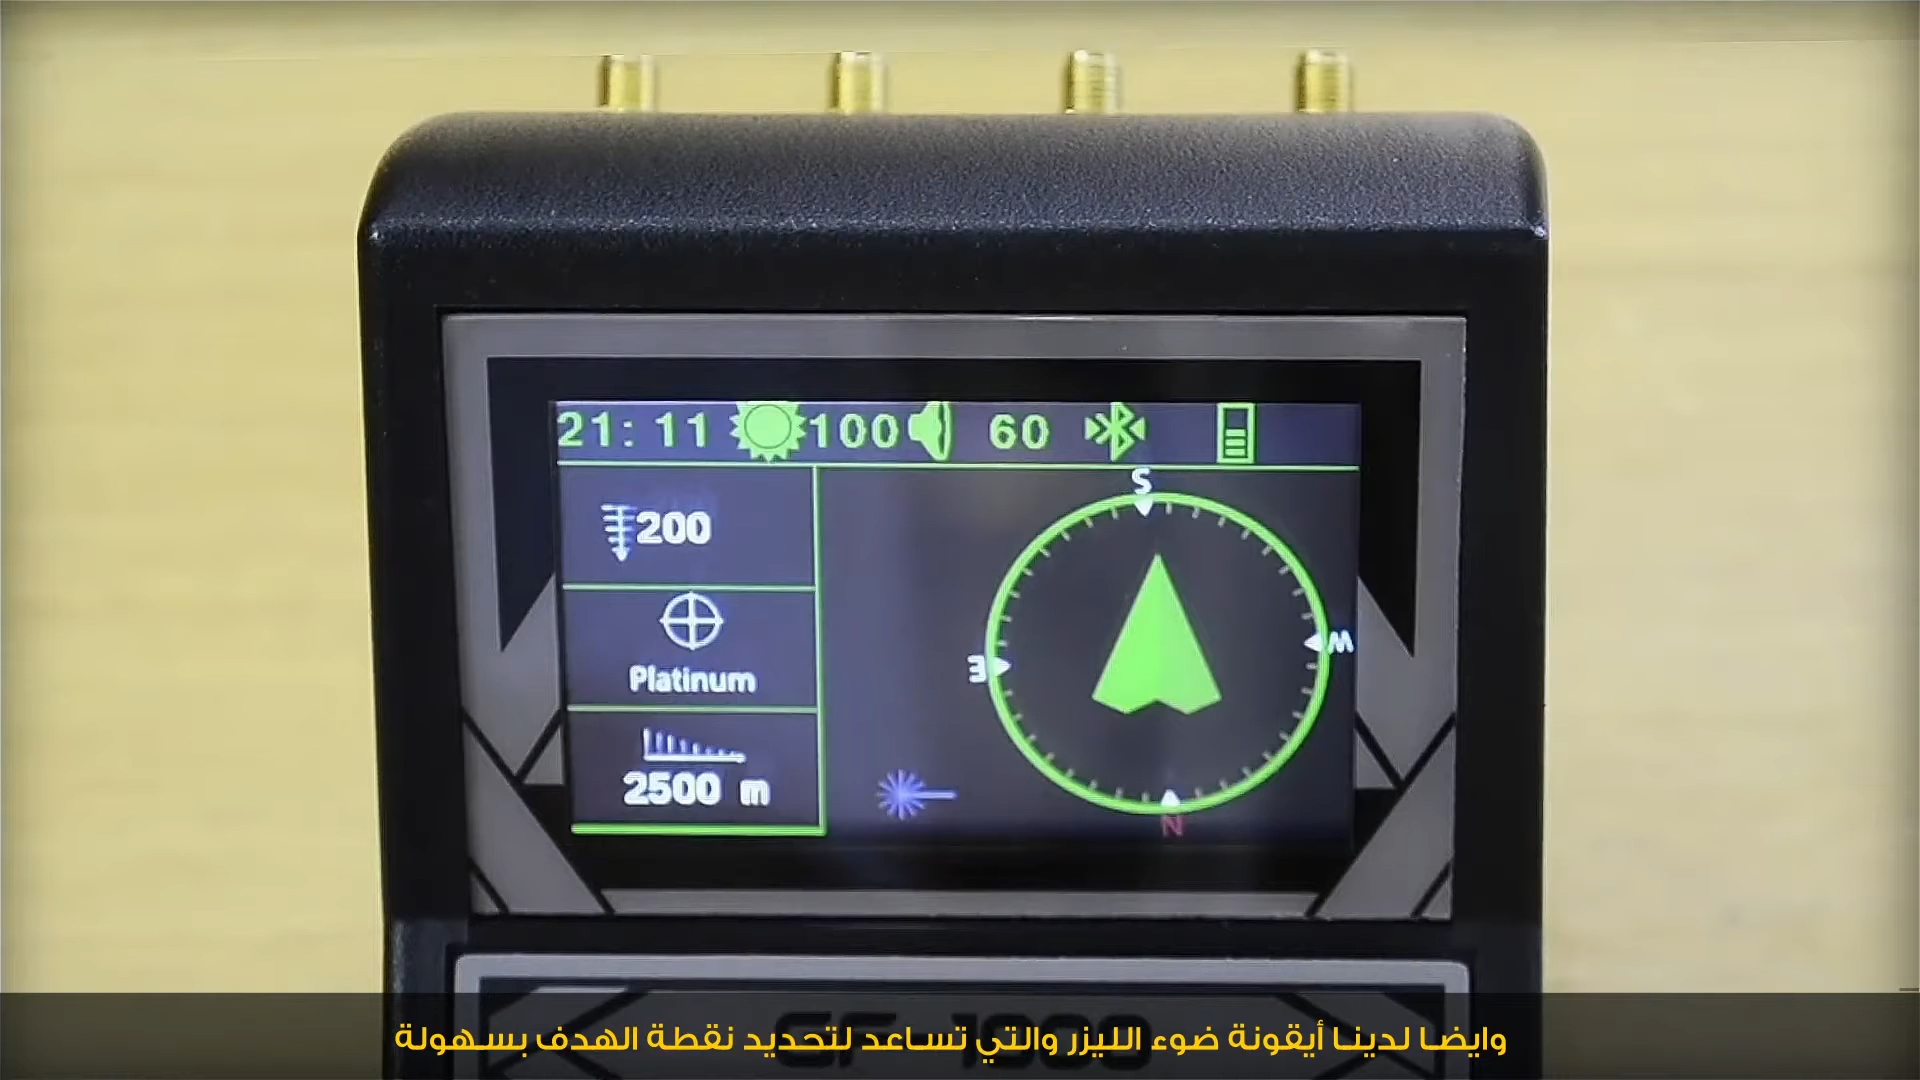 21: 11 100 60
S
200
W
E
Platinum
2500 m
N
وايضا لدينا أيقونة ضوء الليزر والتي تساعد لتحديد نقطة الهدف بسهولة